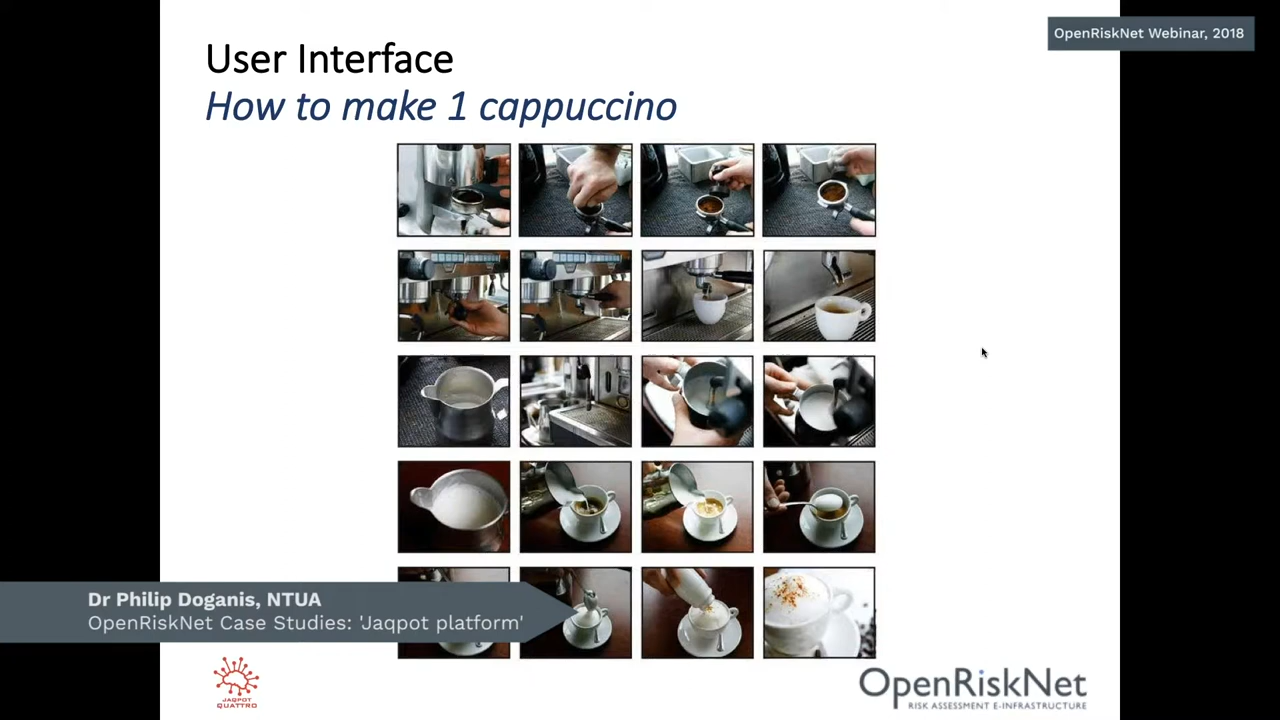 OpenRiskNet Webinar, 2018
User Interface
How to make 1 cappuccino
Dr Philip Doganis, NTUA
OpenRiskNet Case Studies: 'Jaqpot platform'
JAQPOT
QUATTRO
OpenRiskNet
RISK ASSESSMENT E-INFRASTRUCTURE